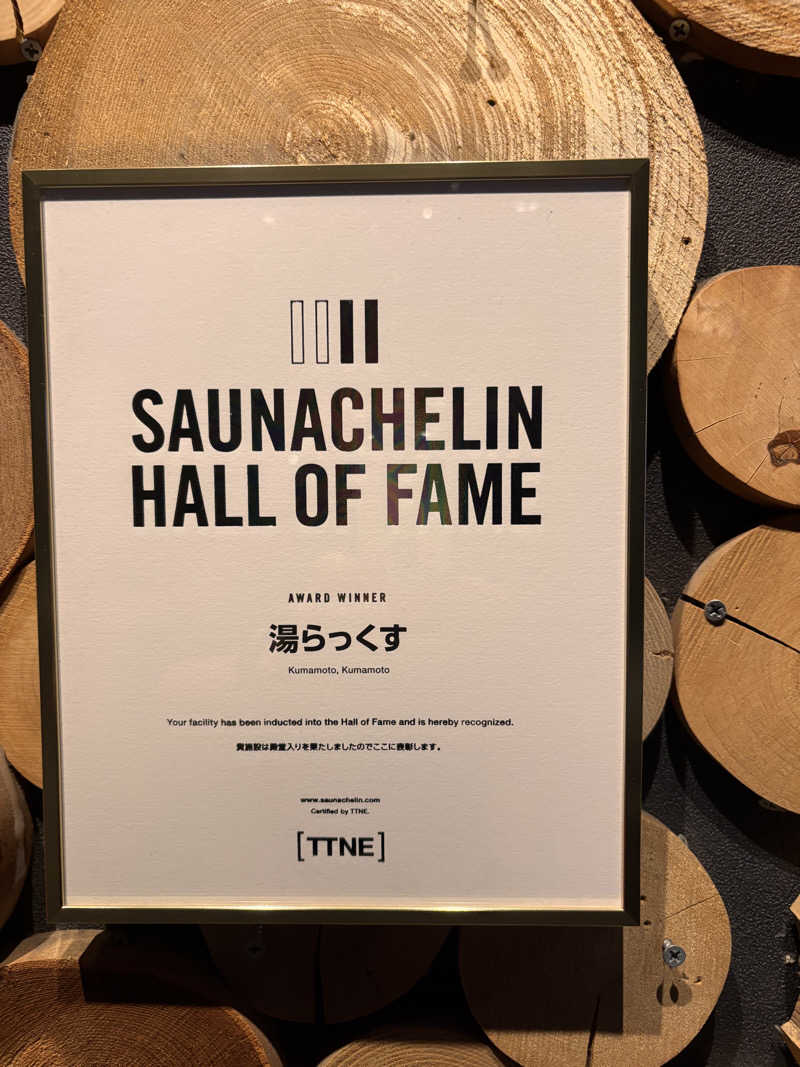 SAUNACHELIN
HALL OF FAME
AWARD WINNER
湯らっくす
Kumamoto, Kumamoto
Your facility has been inducted into the Hall of Fame and is hereby recognized.
貴施設は殿堂入りを果たしましたのでここに表彰します。
www.saunachelin.com
Certified by TTNE.
[TTNE]